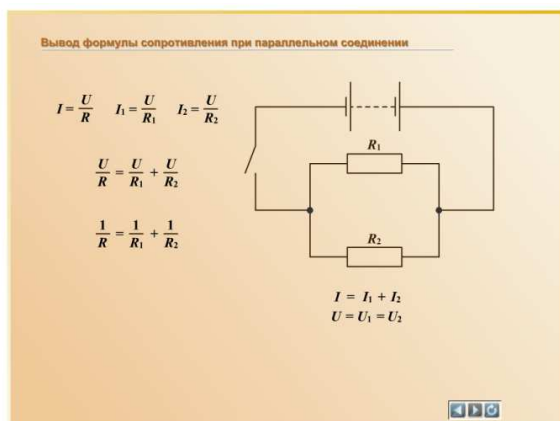 Вывод формулы сопротивления при параллельном соединении
I = U/R   I₁ = U/R₁   I₂ = U/R₂
U/R = U/R₁ + U/R₂
1/R = 1/R₁ + 1/R₂
R₁
R₂
I = I₁ + I₂
U = U₁ = U₂